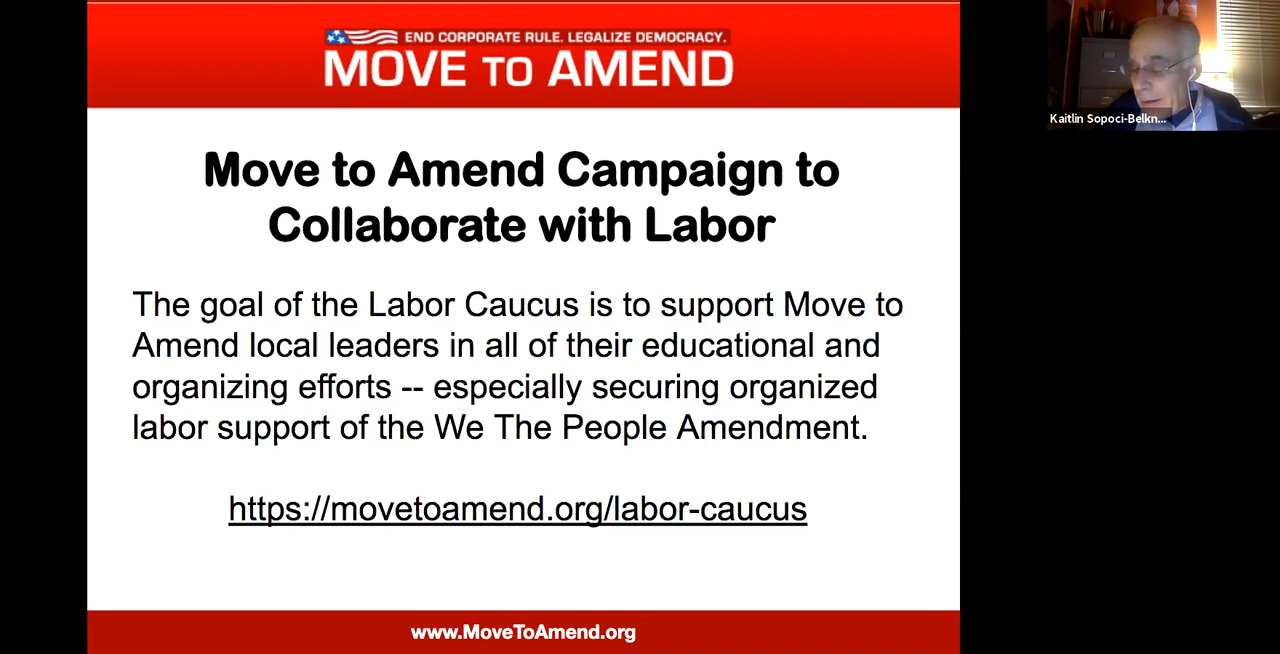 END CORPORATE RULE. LEGALIZE DEMOCRACY.
MOVE TO AMEND
Kaitlin Sopoci-Belkn...
Move to Amend Campaign to
Collaborate with Labor
The goal of the Labor Caucus is to support Move to
Amend local leaders in all of their educational and
organizing efforts -- especially securing organized
labor support of the We The People Amendment.
https://movetoamend.org/labor-caucus
www.MoveToAmend.org